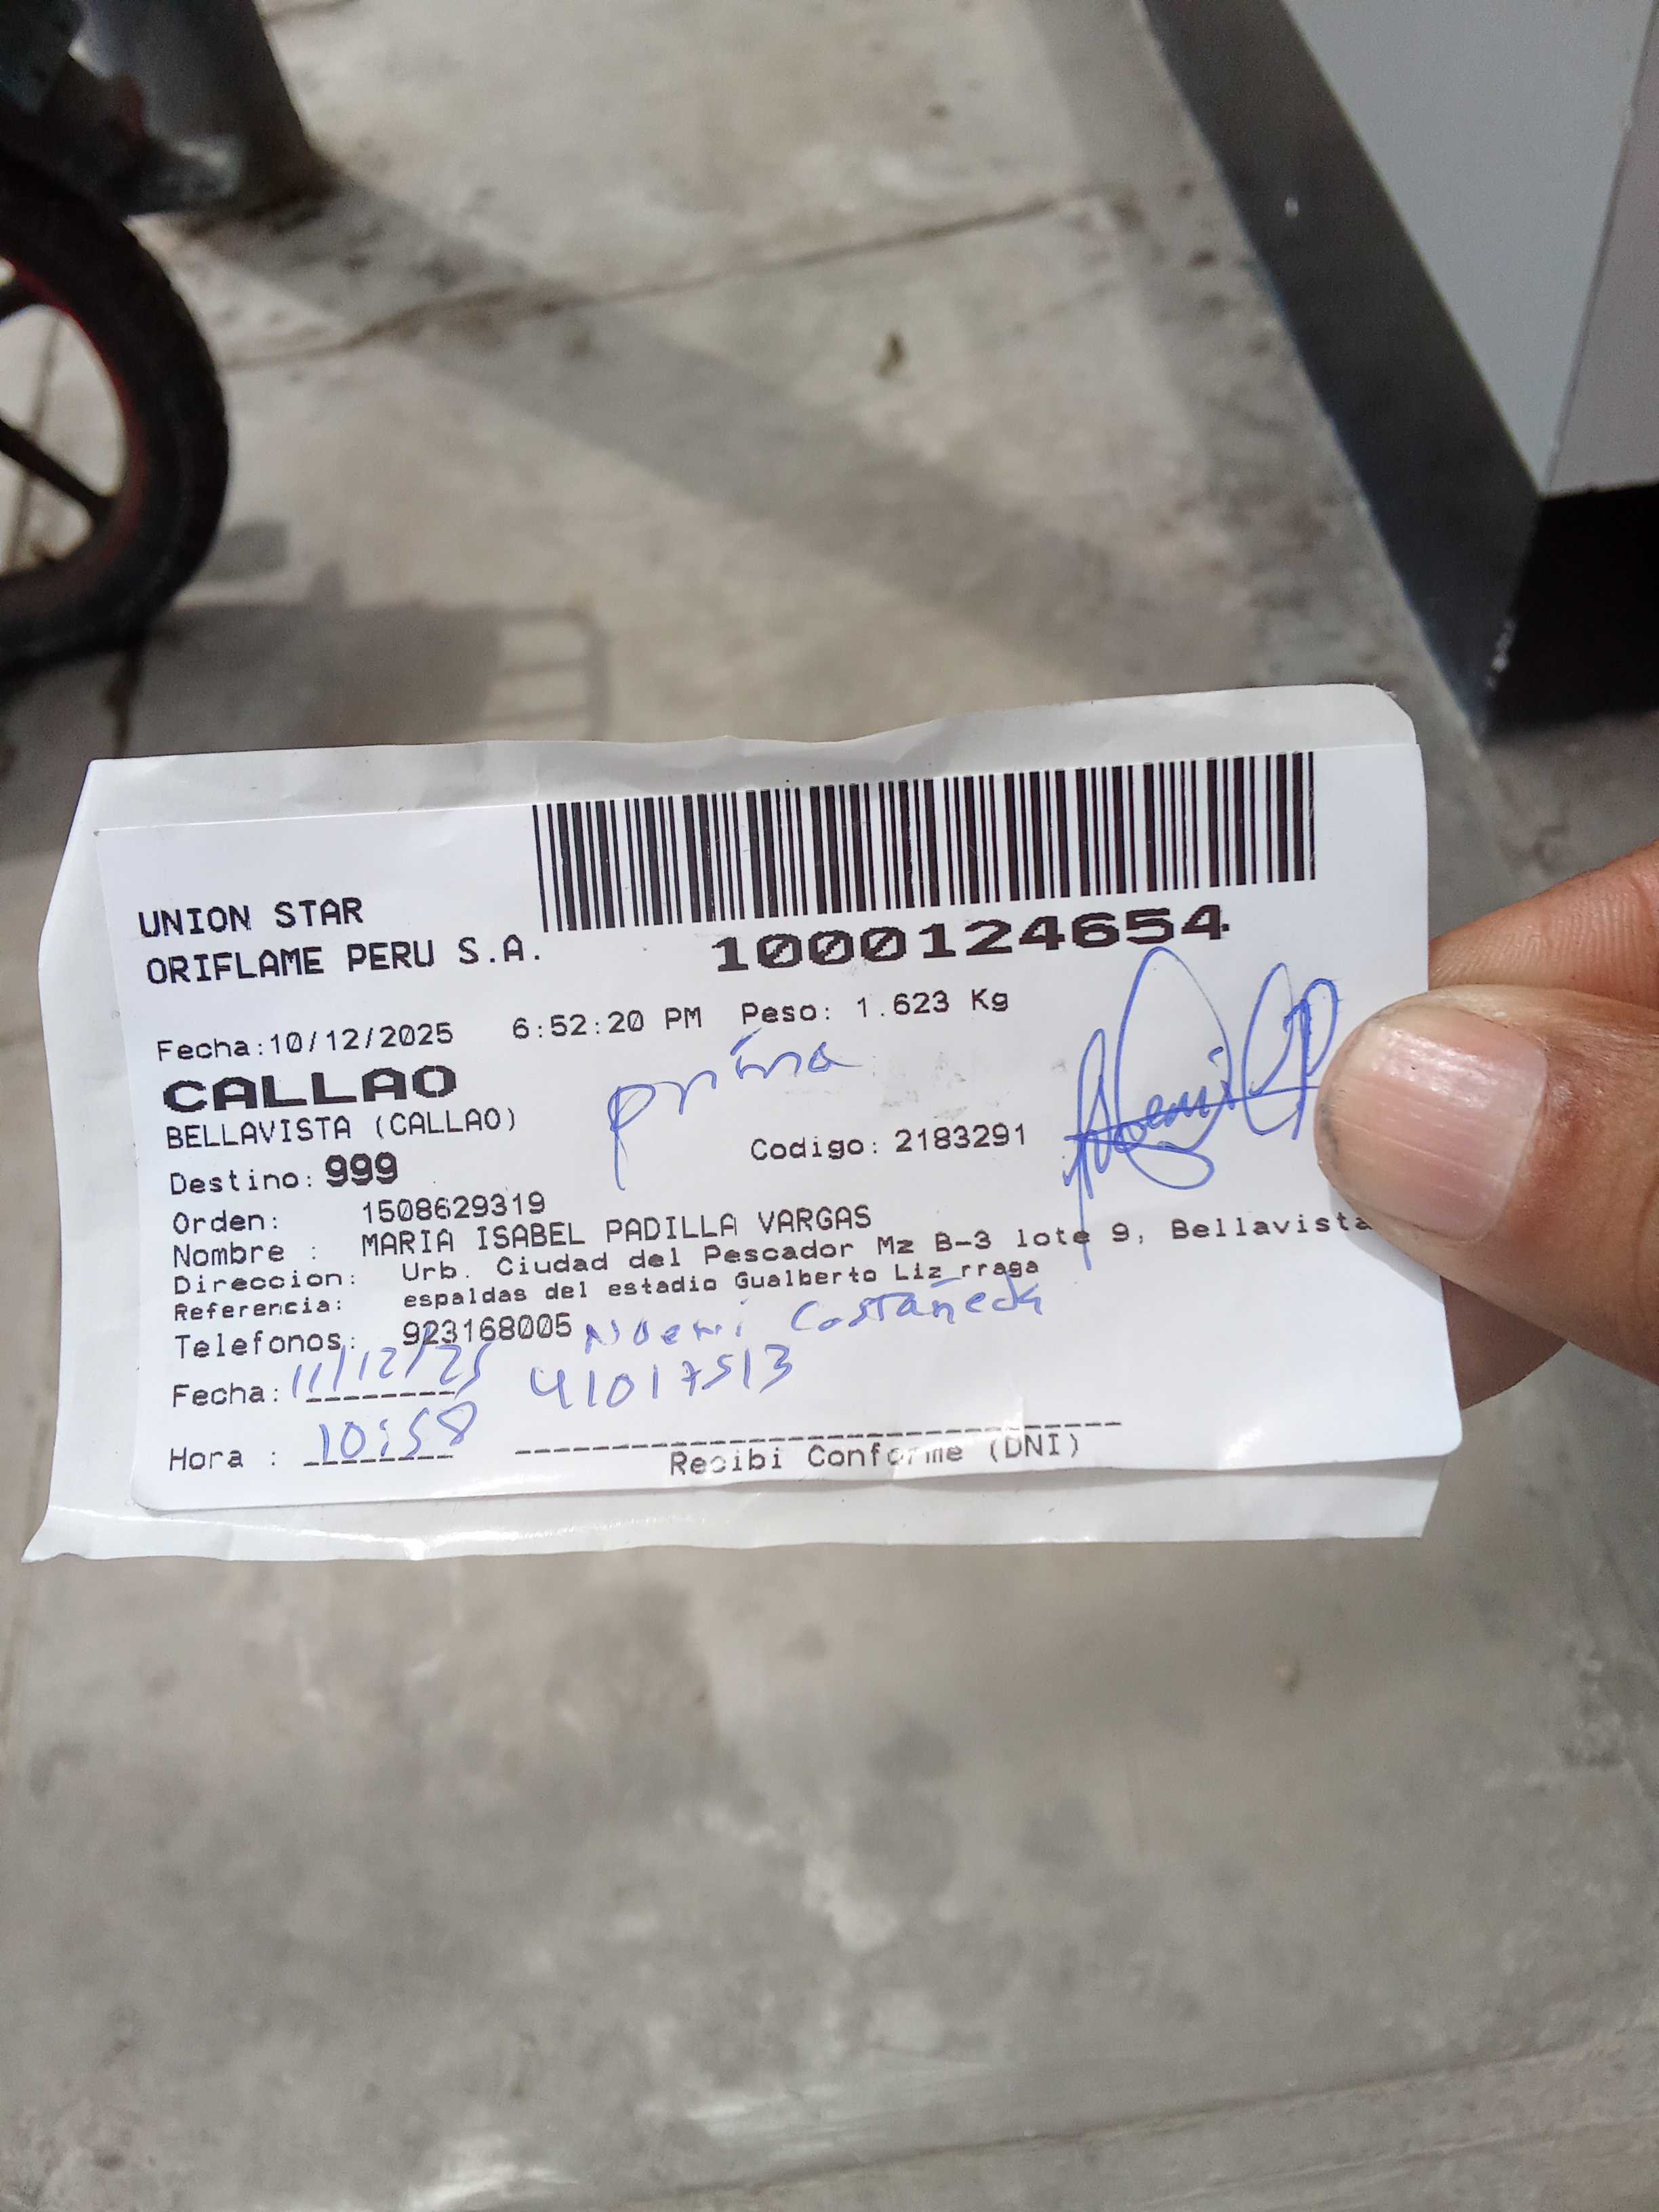 UNION STAR
ORIFLAME PERU S.A.
1000124654
Fecha:10/12/2025 6:52:20 PM Peso: 1.623 Kg
CALLAO
prima
BELLAVISTA (CALLAO)
Codigo: 2183291
Destino: 999
Orden: 1508629319
Nombre : MARIA ISABEL PADILLA VARGAS
Direccion: Urb. Ciudad del Pescador Mz B-3 lote 9, Bellavista
Referencia: espaldas del estadio Gualberto Liz rraga
Telefonos: 923168005 Noemi Castañeda
Fecha: 11/12/25 41017513
Hora : 10:58
Recibi Conforme (DNI)